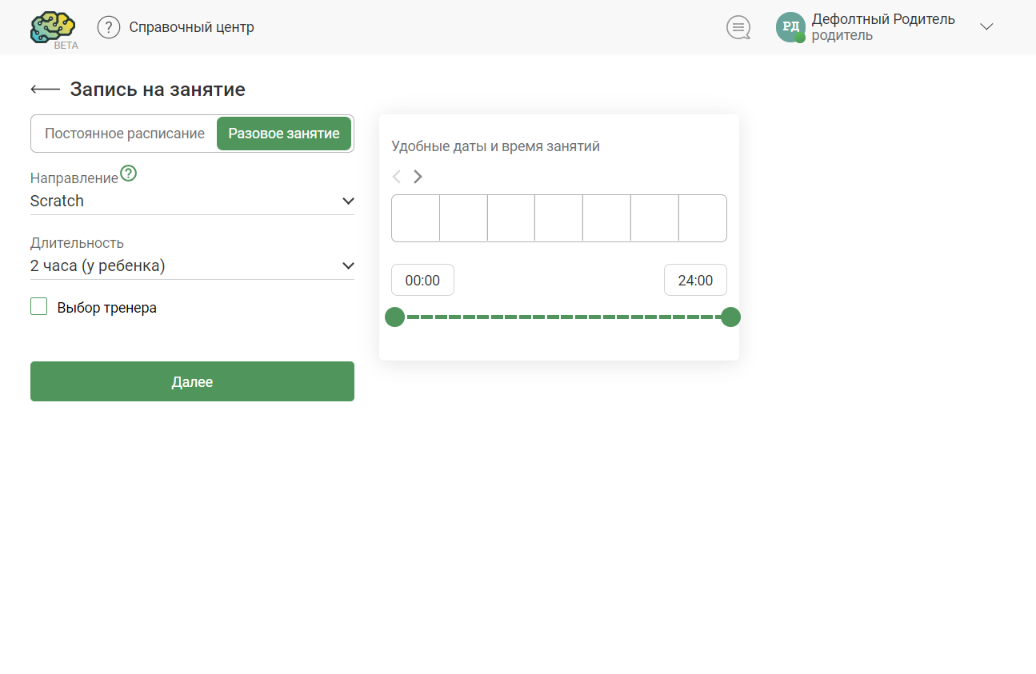 BETA
?
Справочный центр
РД
Дефолтный Родитель
родитель
Запись на занятие
Постоянное расписание
Разовое занятие
Направление
?
Scratch
Длительность
2 часа (у ребенка)
Выбор тренера
Далее
Удобные даты и время занятий
00:00
24:00